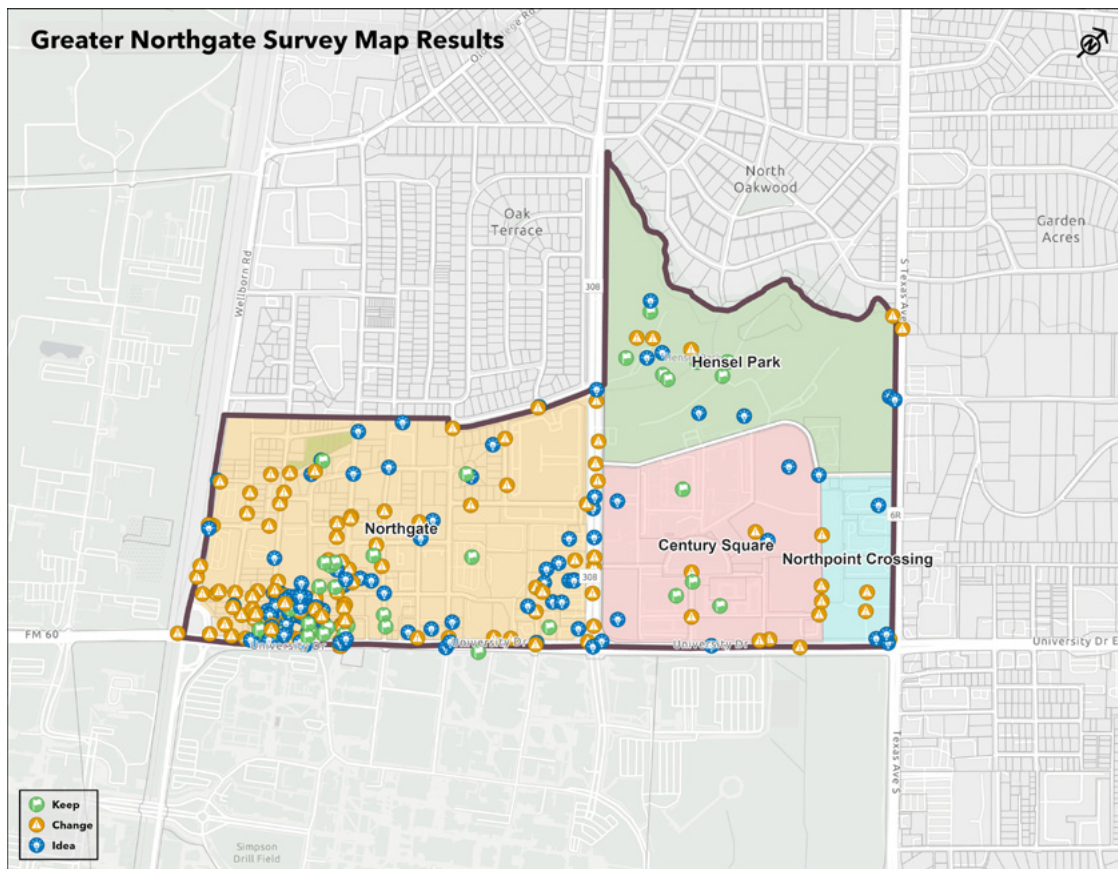 Greater Northgate Survey Map Results
N
North
Oakwood
Oak
Terrace
Garden
Acres
Wellborn Rd
S Texas Ave
308
Hensel Park
Northgate
6R
Century Square
Northpoint Crossing
308
FM 60
University Dr
University Dr
University Dr
University Dr E
Texas Ave S
Keep
Change
Idea
Simpson
Drill Field